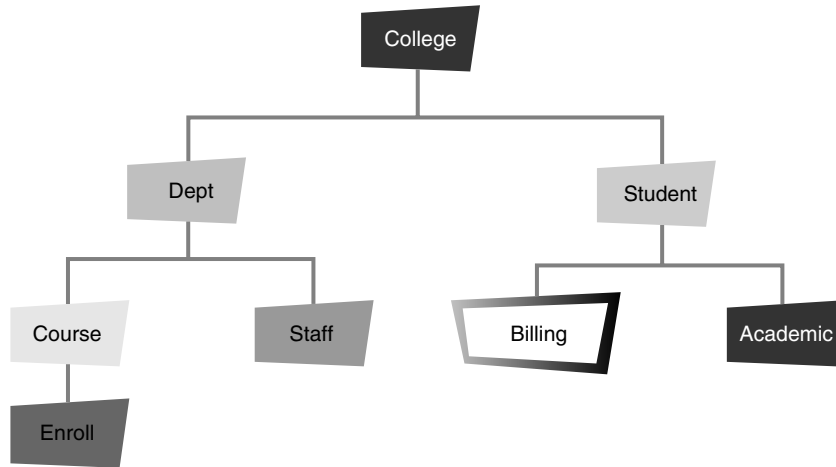 College
Dept
Student
Course
Staff
Billing
Academic
Enroll